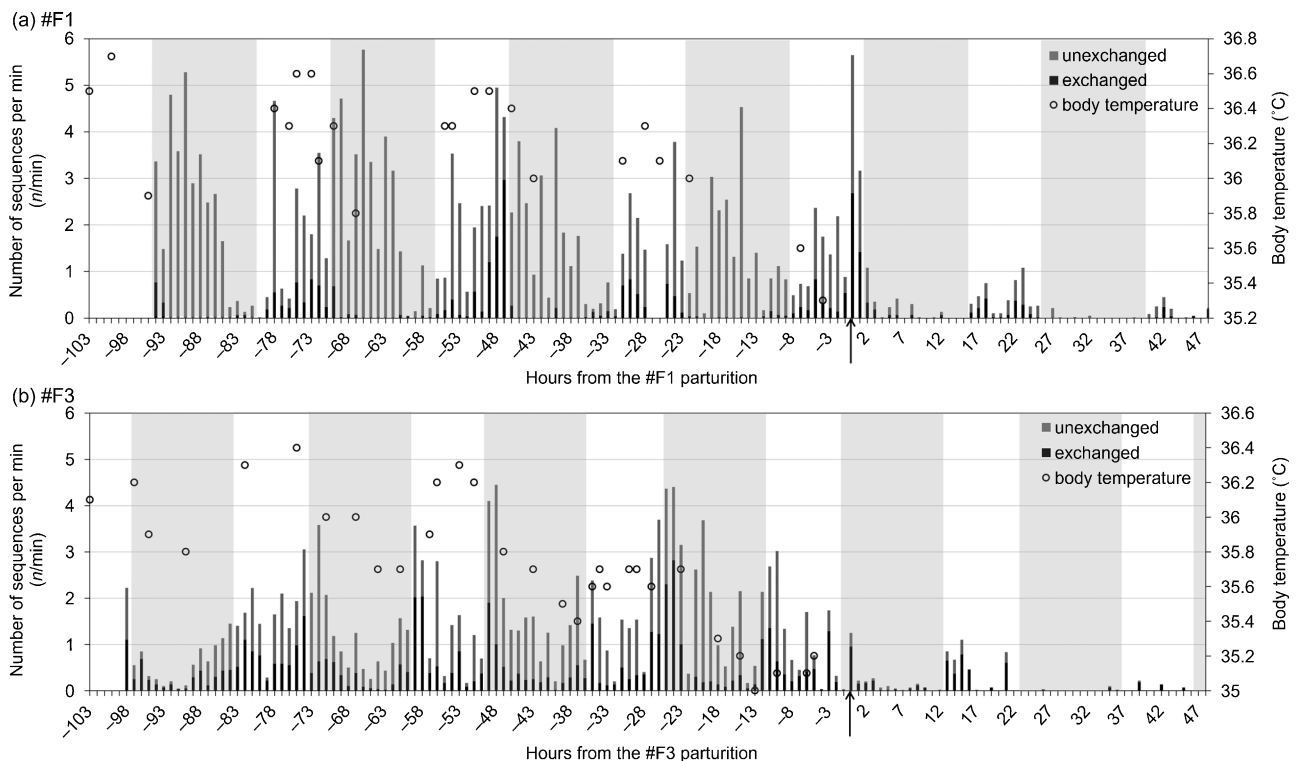 (a) #F1
Number of sequences per min
(n/min)
6
5
4
3
2
1
0
unexchanged
exchanged
body temperature
36.8
36.6
36.4
36.2
36
35.8
35.6
35.4
35.2
Body temperature (˚C)
–103 –98 –93 –88 –83 –78 –73 –68 –63 –58 –53 –48 –43 –38 –33 –28 –23 –18 –13 –8 –3 2 7 12 17 22 27 32 37 42 47
Hours from the #F1 parturition
(b) #F3
Number of sequences per min
(n/min)
6
5
4
3
2
1
0
unexchanged
exchanged
body temperature
36.6
36.4
36.2
36
35.8
35.6
35.4
35.2
35
Body temperature (˚C)
–103 –98 –93 –88 –83 –78 –73 –68 –63 –58 –53 –48 –43 –38 –33 –28 –23 –18 –13 –8 –3 2 7 12 17 22 27 32 37 42 47
Hours from the #F3 parturition